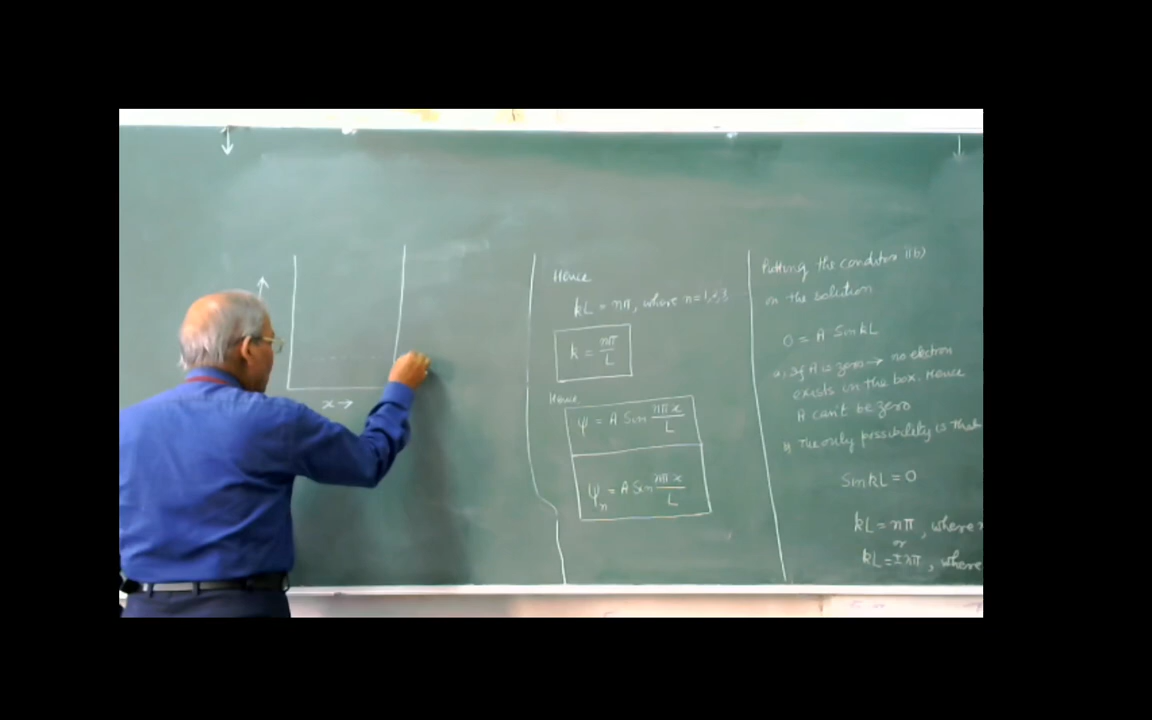 x →
Hence
kL = nπ, where n=1,2,3
k = nπ/L
Hence
ψ = A Sin nπx/L
ψn = A Sin nπx/L
Putting the condition ii(b)
on the solution
0 = A Sin kL
a, If A is zero → no electron
exists in the box. Hence
A can't be zero
The only possibility is that
Sin kL = 0
kL = nπ, where
or
kL = ±nπ, where